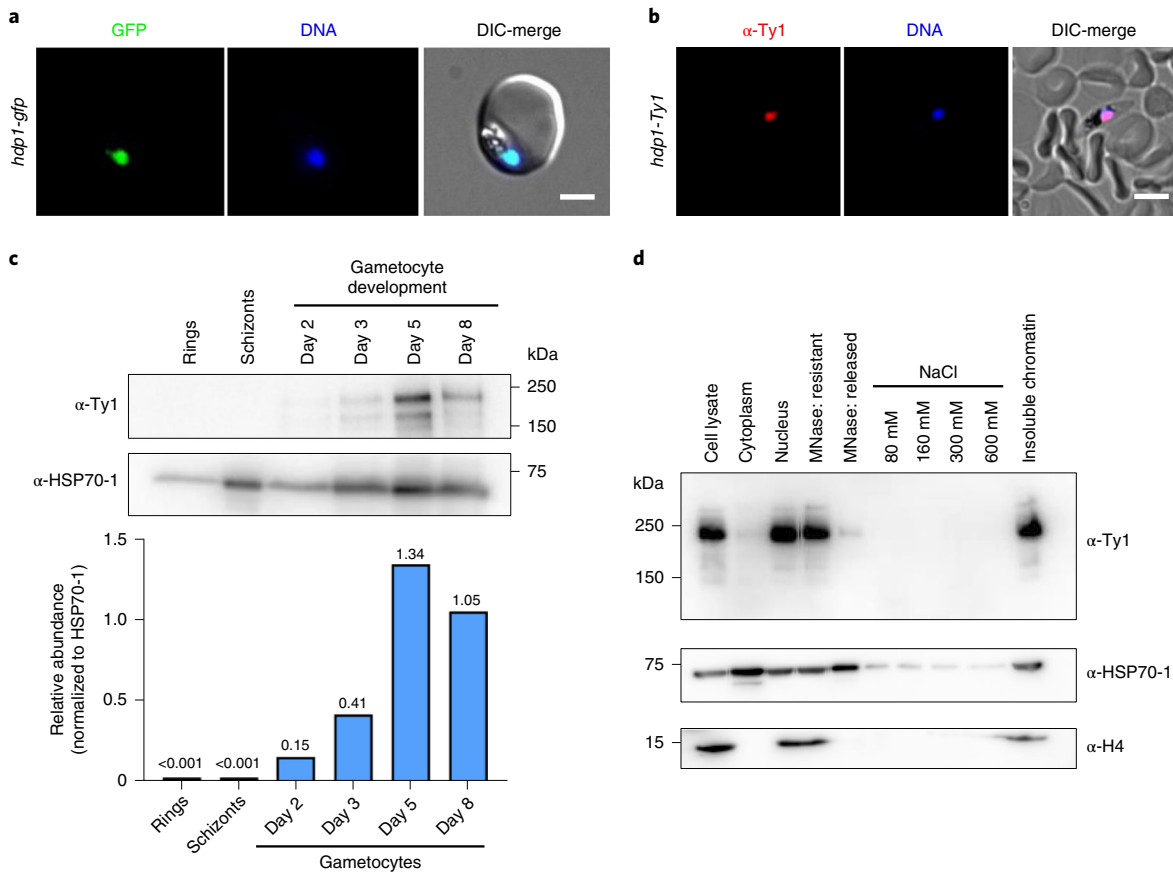 a
GFP
DNA
DIC-merge
hdp1-gfp
b
α-Ty1
DNA
DIC-merge
hdp1-Ty1
c
Gametocyte
development
Rings
Schizonts
Day 2
Day 3
Day 5
Day 8
kDa
α-Ty1
250
150
α-HSP70-1
75
Relative abundance
(normalized to HSP70-1)
1.5
1.0
0.5
0
<0.001
<0.001
0.15
0.41
1.34
1.05
Rings
Schizonts
Day 2
Day 3
Day 5
Day 8
Gametocytes
d
Cell lysate
Cytoplasm
Nucleus
MNase: resistant
MNase: released
NaCl
80 mM
160 mM
300 mM
600 mM
Insoluble chromatin
kDa
250
150
α-Ty1
75
α-HSP70-1
15
α-H4